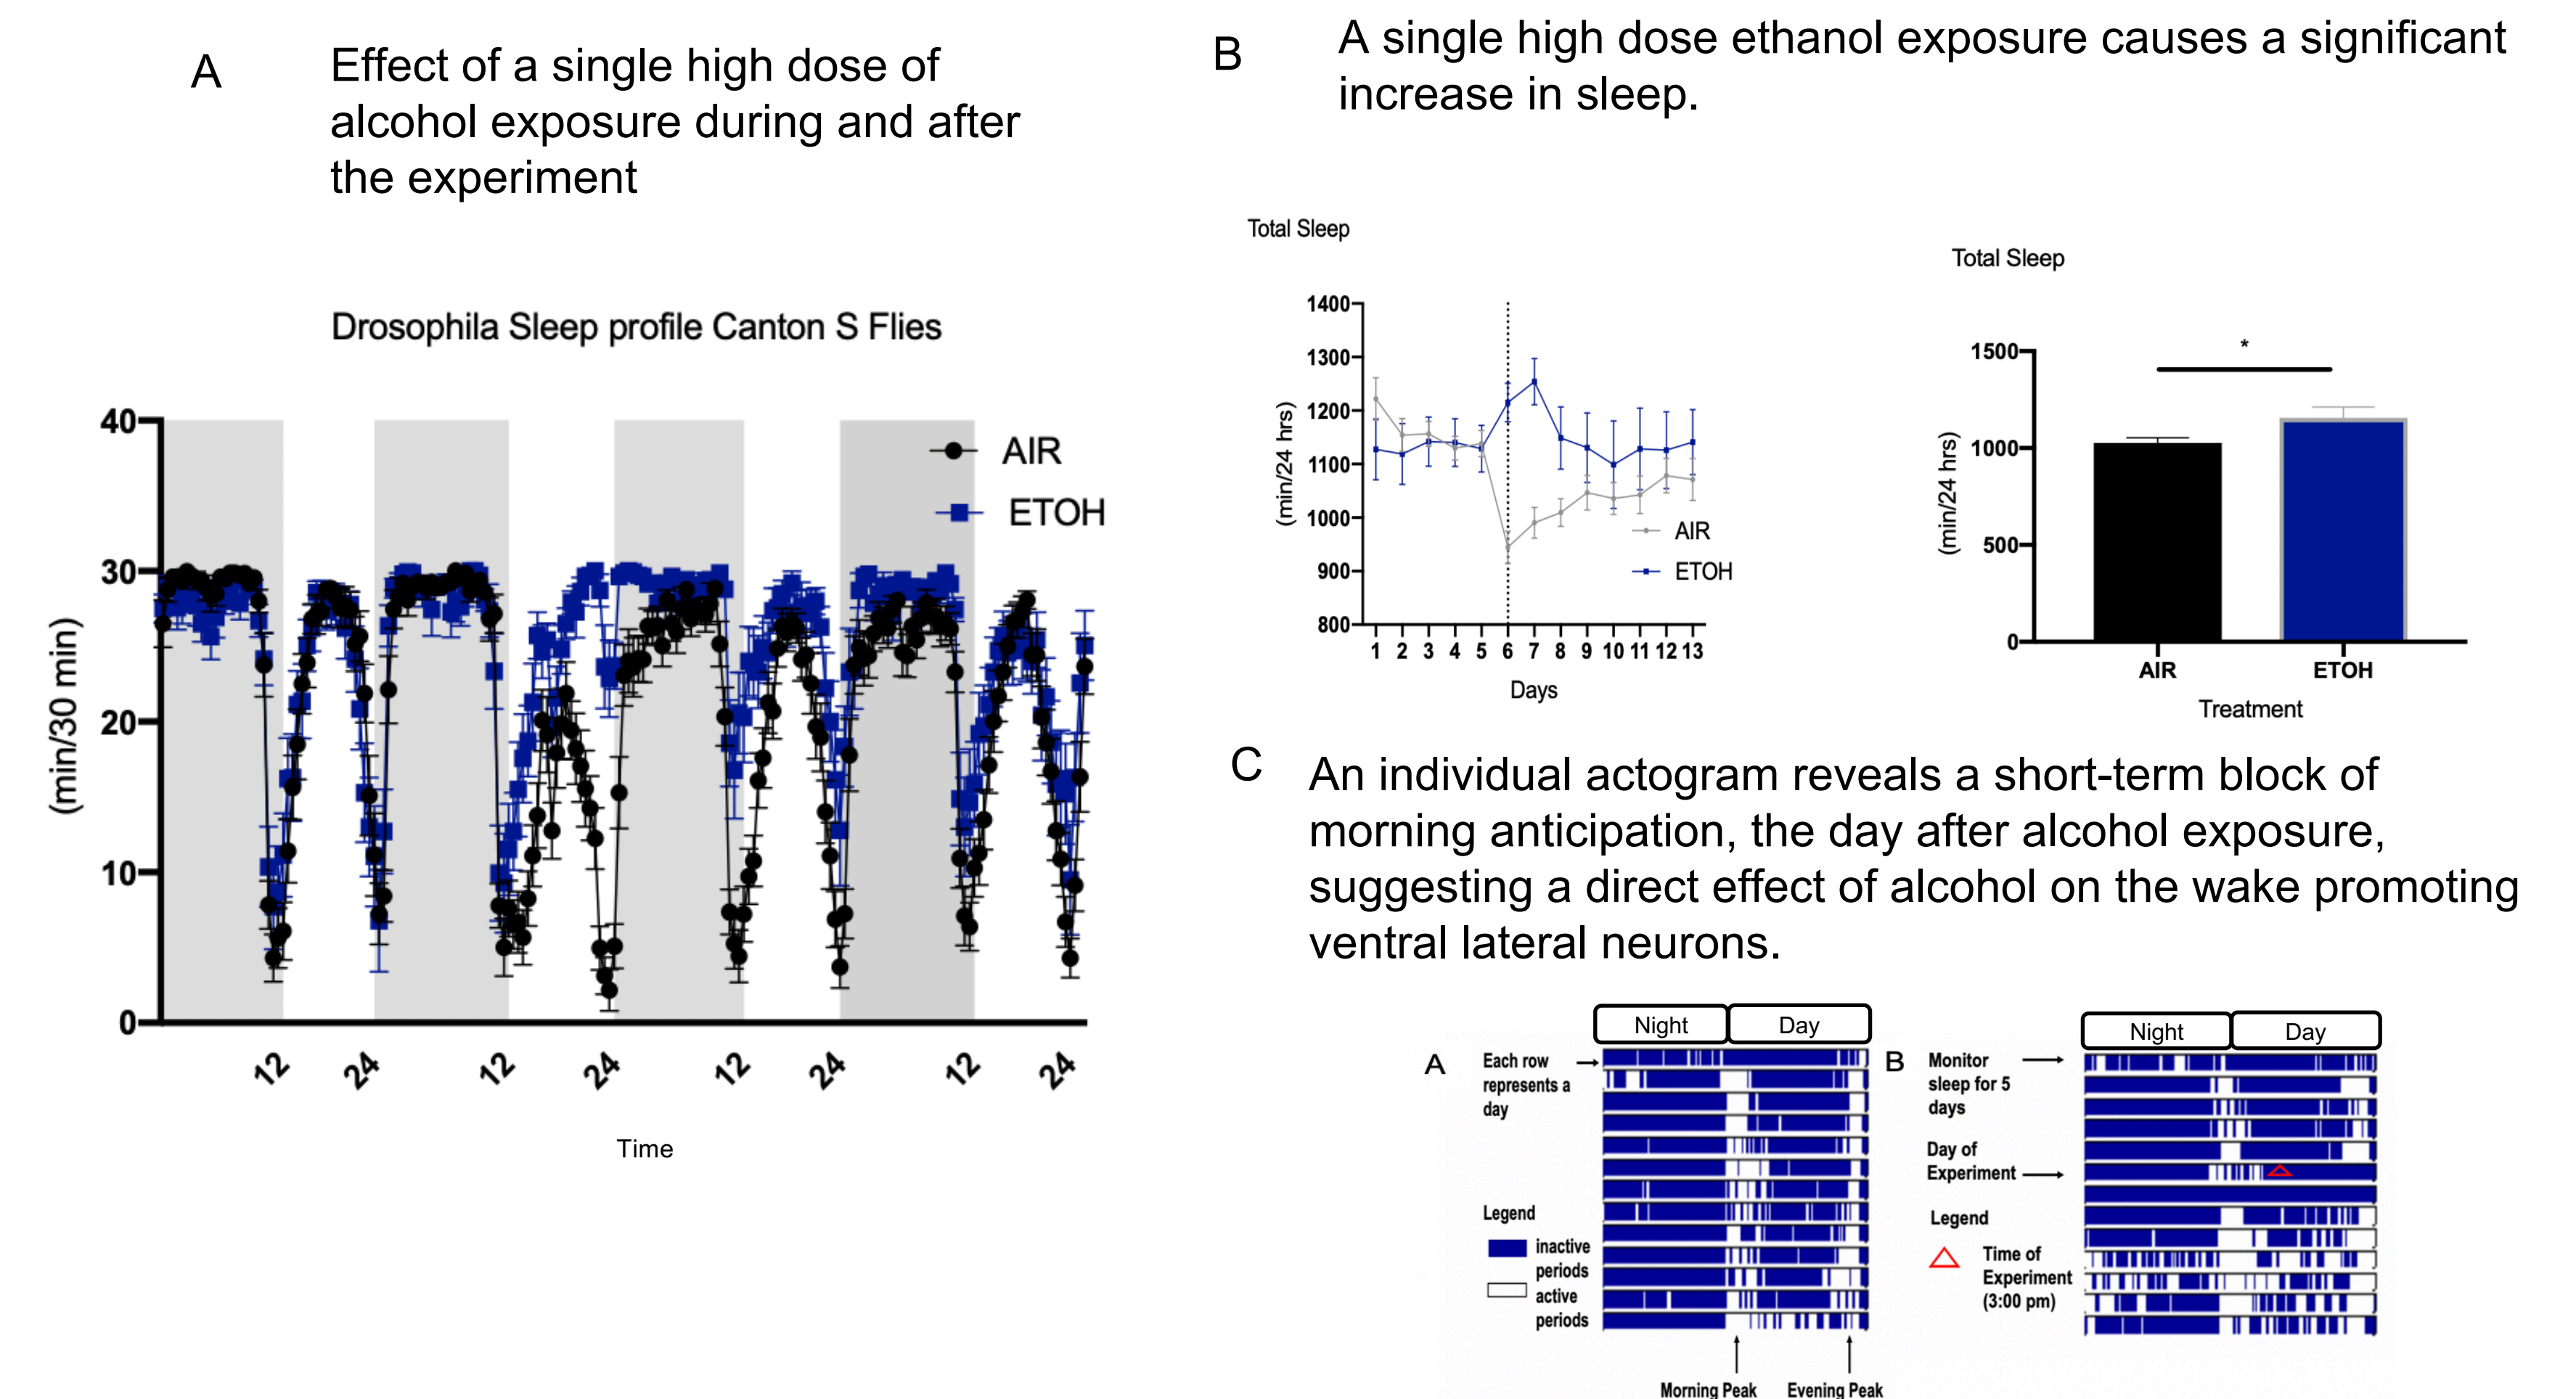 A
Effect of a single high dose of
alcohol exposure during and after
the experiment
Drosophila Sleep profile Canton S Flies
40
30
20
10
0
(min/30 min)
AIR
ETOH
12
24
12
24
12
24
12
24
Time
B
A single high dose ethanol exposure causes a significant
increase in sleep.
Total Sleep
1400
1300
1200
1100
1000
900
800
(min/24 hrs)
AIR
ETOH
1 2 3 4 5 6 7 8 9 10 11 12 13
Days
Total Sleep
*
1500
1000
500
0
(min/24 hrs)
AIR
ETOH
Treatment
C
An individual actogram reveals a short-term block of
morning anticipation, the day after alcohol exposure,
suggesting a direct effect of alcohol on the wake promoting
ventral lateral neurons.
Night
Day
A
Each row
represents a
day
Legend
inactive
periods
active
periods
Morning Peak
Evening Peak
Night
Day
B
Monitor
sleep for 5
days
Day of
Experiment
Legend
Time of
Experiment
(3:00 pm)